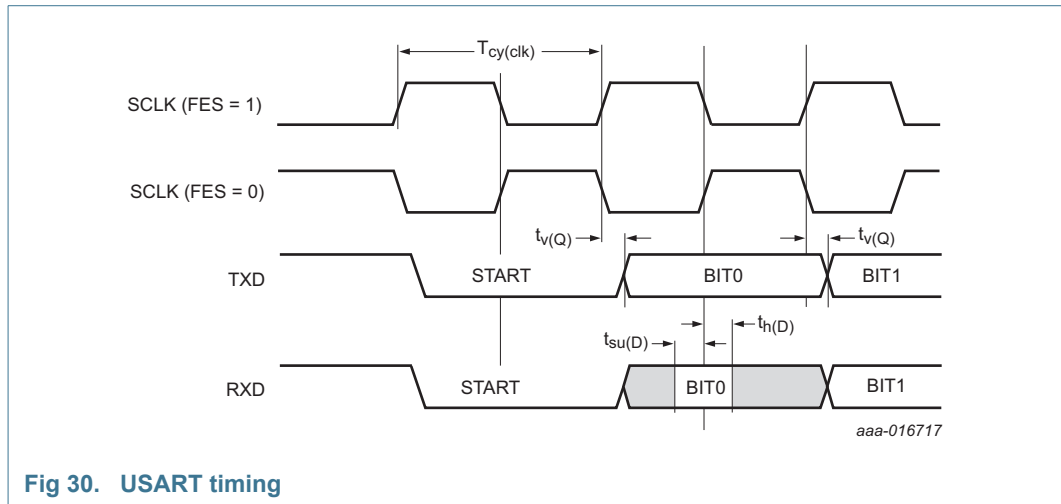 Tcy(clk)
SCLK (FES = 1)
SCLK (FES = 0)
tv(Q)
tv(Q)
TXD
START
BIT0
BIT1
tsu(D)
th(D)
RXD
START
BIT0
BIT1
aaa-016717
Fig 30. USART timing